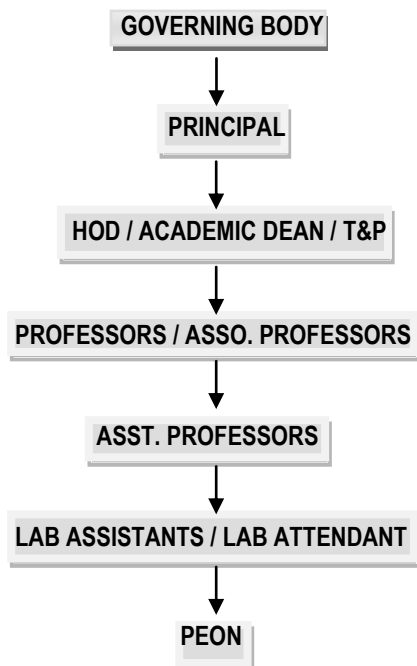 GOVERNING BODY
PRINCIPAL
HOD / ACADEMIC DEAN / T&P
PROFESSORS / ASSO. PROFESSORS
ASST. PROFESSORS
LAB ASSISTANTS / LAB ATTENDANT
PEON